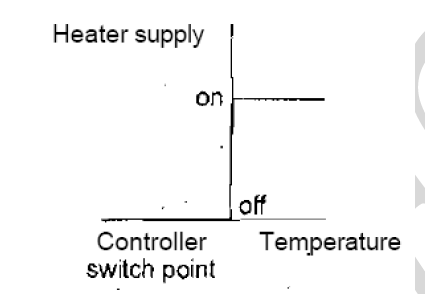 Heater supply
on
off
Controller
switch point
Temperature